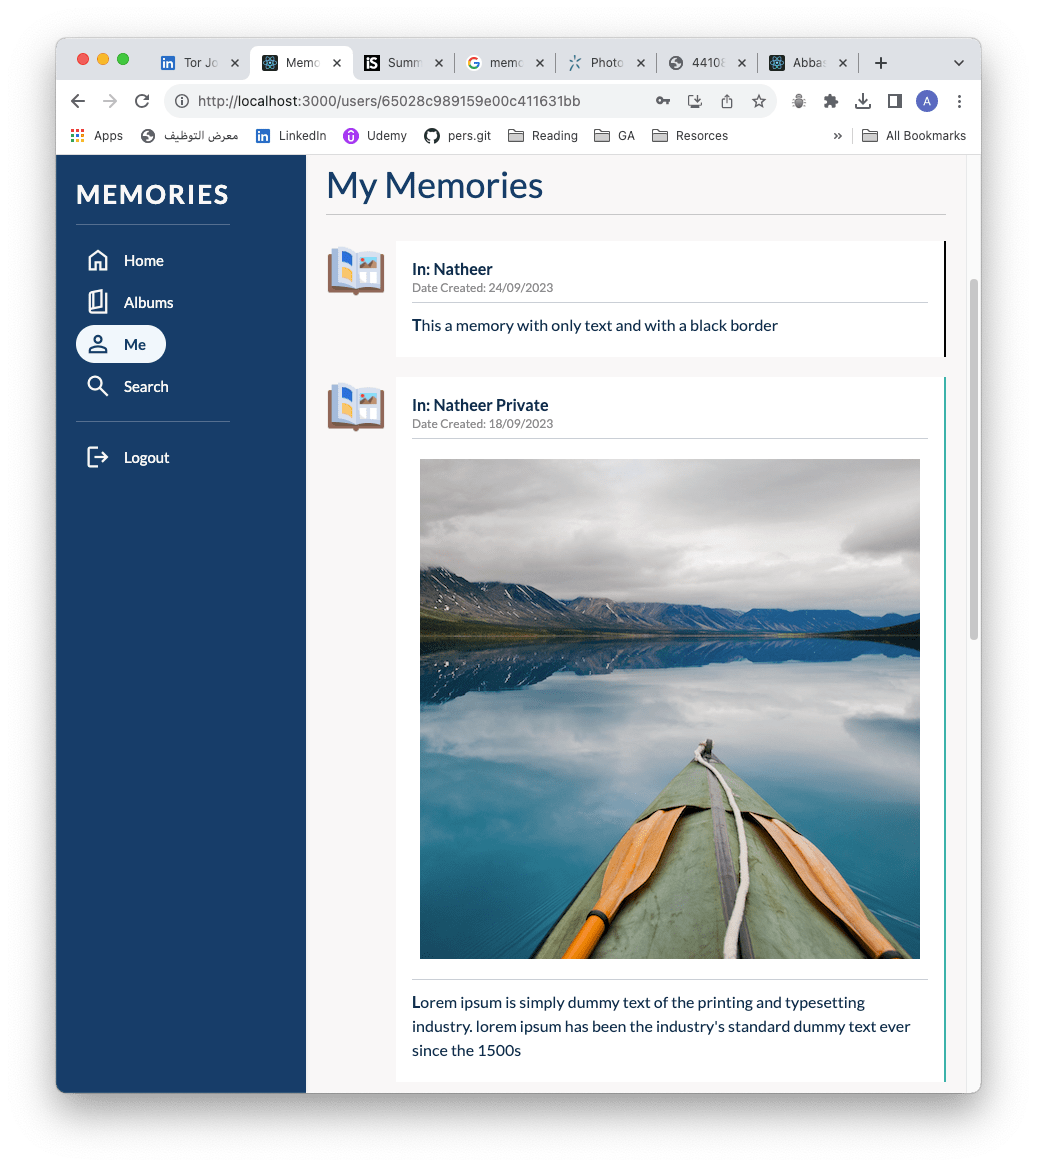 Tor Jo
Memo
iS
Summ
memo
Photo
44108
Abbas
http://localhost:3000/users/65028c989159e00c411631bb
A
Apps
معرض التوظيف
LinkedIn
Udemy
pers.git
Reading
GA
Resorces
»
All Bookmarks
MEMORIES
Home
Albums
Me
Search
Logout
My Memories
In: Natheer
Date Created: 24/09/2023
This a memory with only text and with a black border
In: Natheer Private
Date Created: 18/09/2023
Lorem ipsum is simply dummy text of the printing and typesetting
industry. lorem ipsum has been the industry's standard dummy text ever
since the 1500s